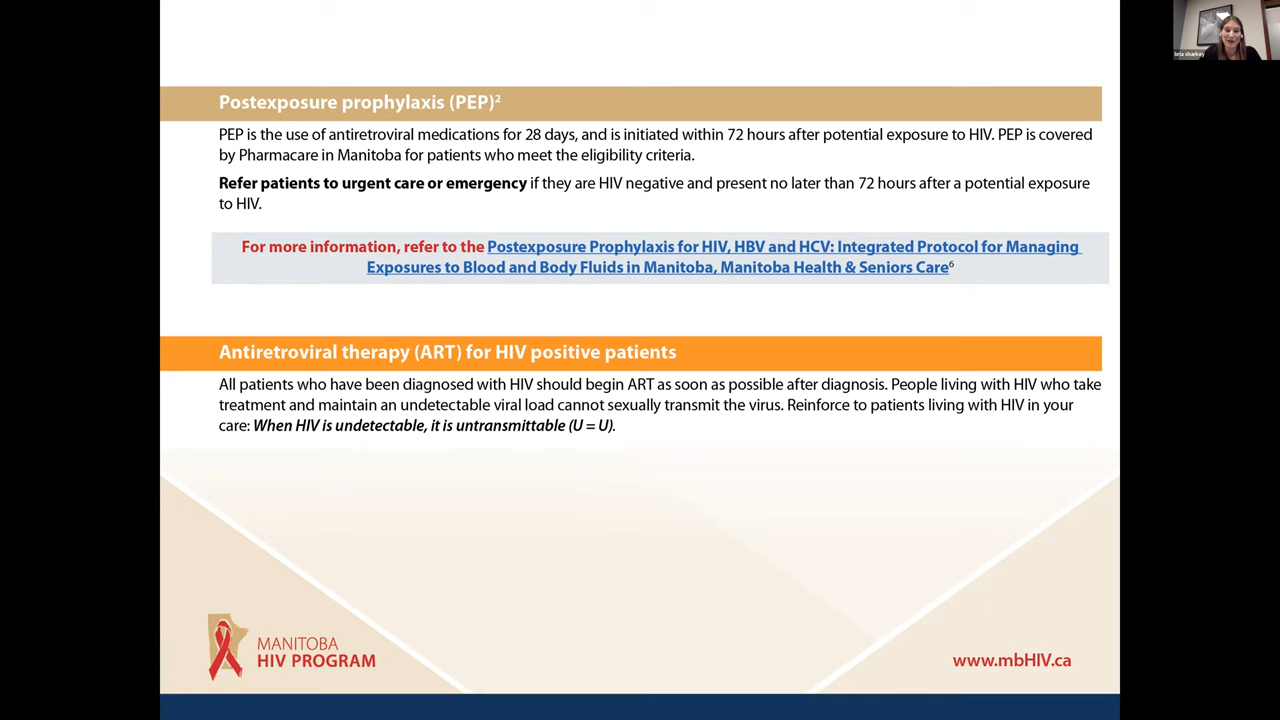 bria sharkey
Postexposure prophylaxis (PEP)²
PEP is the use of antiretroviral medications for 28 days, and is initiated within 72 hours after potential exposure to HIV. PEP is covered
by Pharmacare in Manitoba for patients who meet the eligibility criteria.
Refer patients to urgent care or emergency if they are HIV negative and present no later than 72 hours after a potential exposure
to HIV.
For more information, refer to the Postexposure Prophylaxis for HIV, HBV and HCV: Integrated Protocol for Managing
Exposures to Blood and Body Fluids in Manitoba, Manitoba Health & Seniors Care⁶
Antiretroviral therapy (ART) for HIV positive patients
All patients who have been diagnosed with HIV should begin ART as soon as possible after diagnosis. People living with HIV who take
treatment and maintain an undetectable viral load cannot sexually transmit the virus. Reinforce to patients living with HIV in your
care: When HIV is undetectable, it is untransmittable (U = U).
MANITOBA
HIV PROGRAM
www.mbHIV.ca